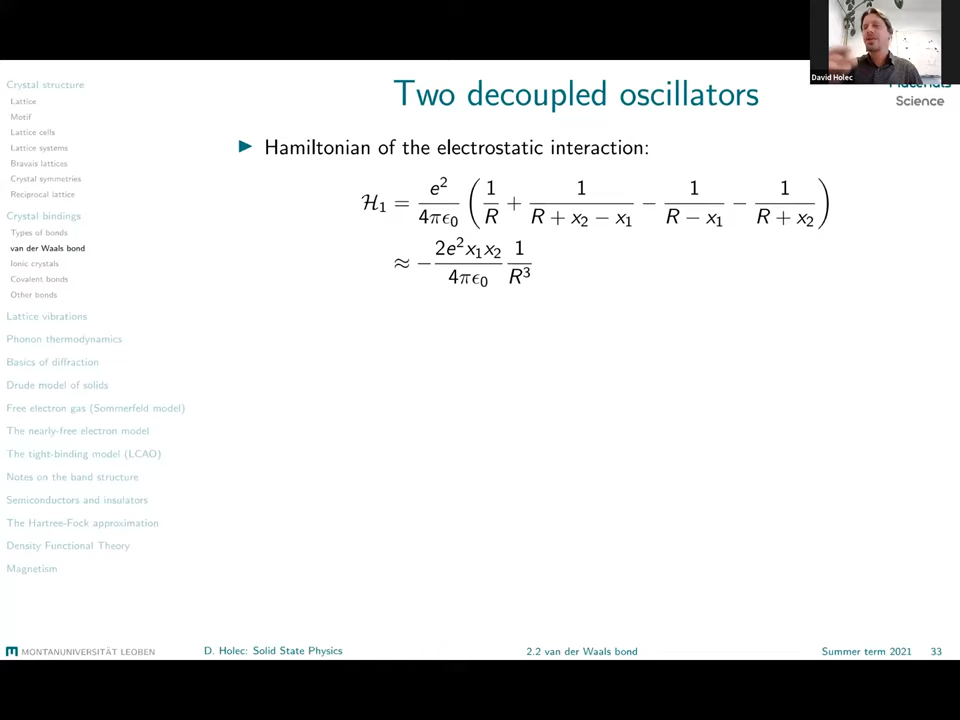 David Holec
Materials
Science
Crystal structure
Lattice
Motif
Lattice cells
Lattice systems
Bravais lattices
Crystal symmetries
Reciprocal lattice
Crystal bindings
Types of bonds
van der Waals bond
Ionic crystals
Covalent bonds
Other bonds
Lattice vibrations
Phonon thermodynamics
Basics of diffraction
Drude model of solids
Free electron gas (Sommerfeld model)
The nearly-free electron model
The tight-binding model (LCAO)
Notes on the band structure
Semiconductors and insulators
The Hartree-Fock approximation
Density Functional Theory
Magnetism
Two decoupled oscillators
▶ Hamiltonian of the electrostatic interaction:
ℋ₁ = e²/4πϵ₀ (1/R + 1/(R + x₂ − x₁) − 1/(R − x₁) − 1/(R + x₂))
≈ − 2e²x₁x₂/4πϵ₀ 1/R³
MONTANUNIVERSITÄT LEOBEN
D. Holec: Solid State Physics
2.2 van der Waals bond
Summer term 2021 33